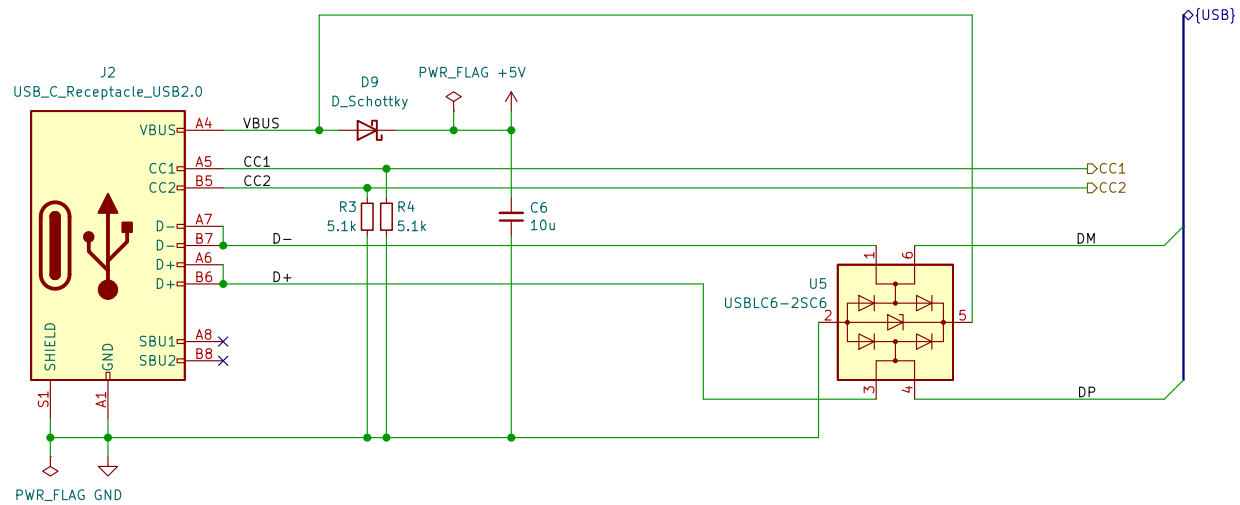 {USB}
J2
USB_C_Receptacle_USB2.0
D9
D_Schottky
PWR_FLAG +5V
VBUS A4 VBUS
CC1 A5 CC1 CC1
CC2 B5 CC2 CC2
R3 5.1k
R4 5.1k
C6
10u
D- A7
D- B7 D- DM
D+ A6
D+ B6 D+
1 6
U5
USBLC6-2SC6
2 5
3 4
DP
SBU1 A8
SBU2 B8
SHIELD
GND
S1
A1
PWR_FLAG GND